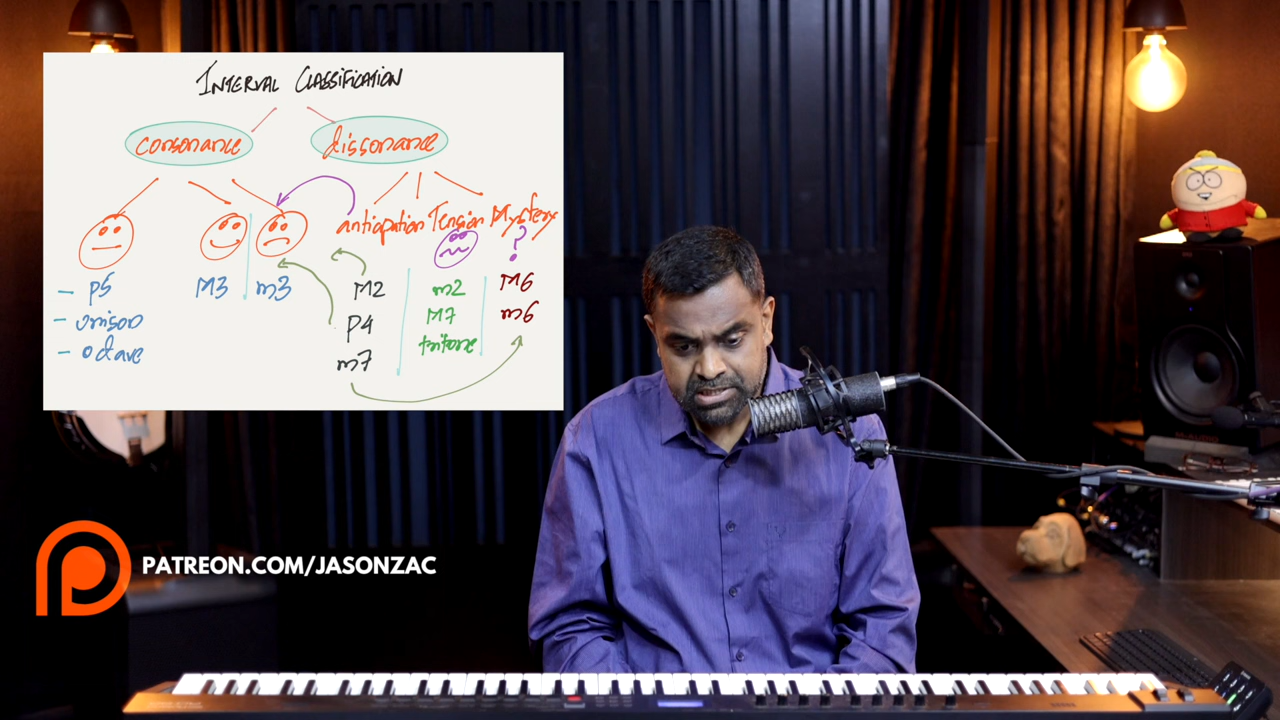 INTERVAL CLASSIFICATION
consonance dissonance
anticpation Tension Mystery
?
- P5 M3 m3 M2 m2 M6
- unison P4 M7 m6
- octave m7 tritone
PATREON.COM/JASONZAC